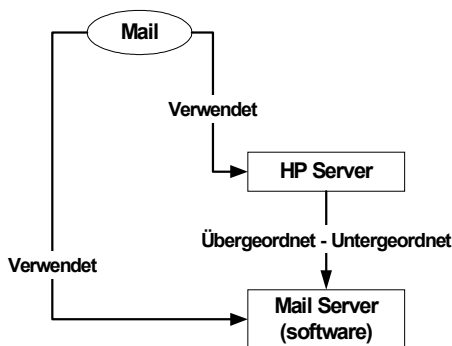 Mail
Verwendet
HP Server
Übergeordnet - Untergeordnet
Verwendet
Mail Server
(software)